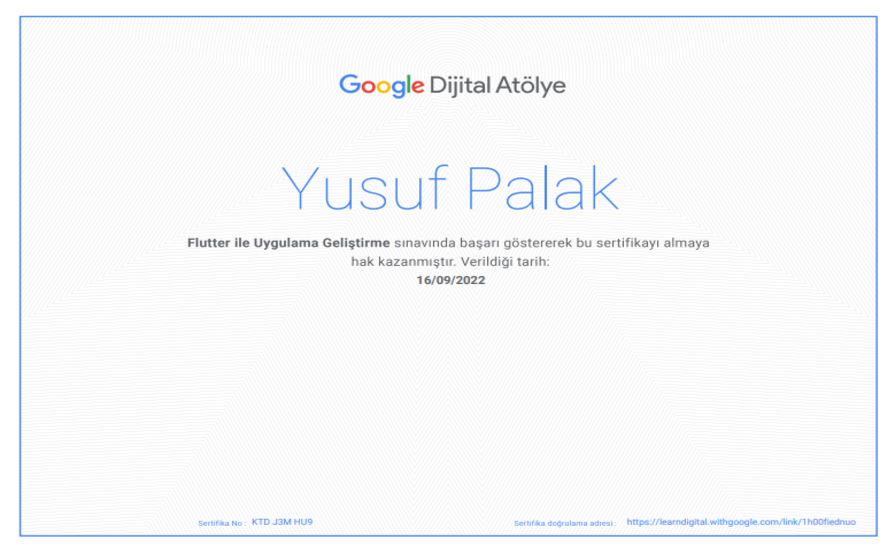 Google Dijital Atölye
Yusuf Palak
Flutter ile Uygulama Geliştirme sınavında başarı göstererek bu sertifikayı almaya
hak kazanmıştır. Verildiği tarih:
16/09/2022
Sertifika No : KTD J3M HU9
Sertifika doğrulama adresi : https://learndigital.withgoogle.com/link/1h00fiednuo